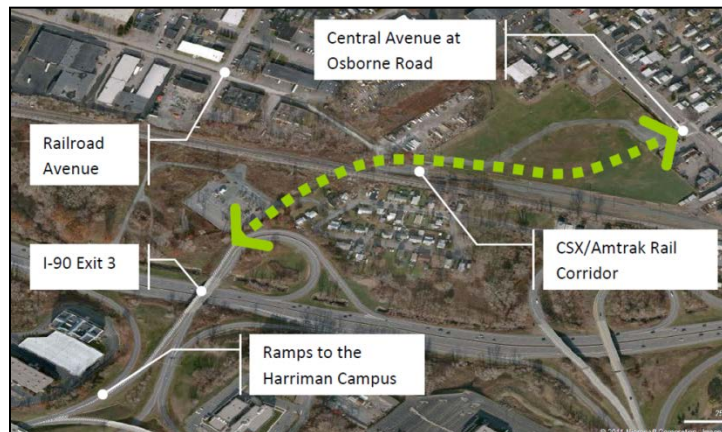 Central Avenue at
Osborne Road
Railroad
Avenue
I-90 Exit 3
CSX/Amtrak Rail
Corridor
Ramps to the
Harriman Campus